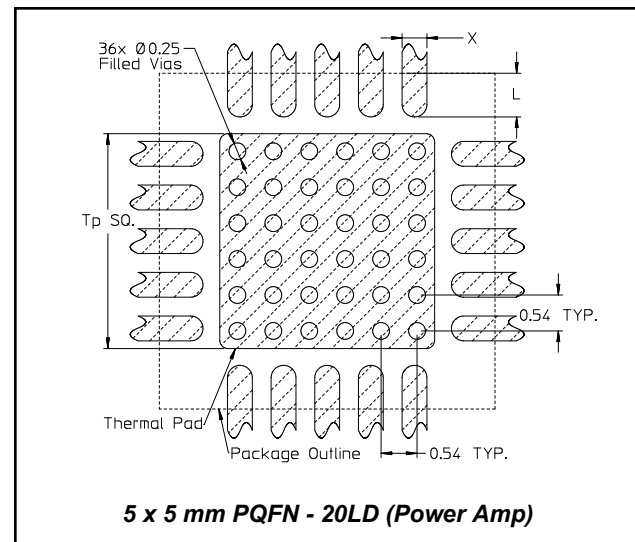 36x Ø0.25
Filled Vias
X
L
Tp SQ.
0.54 TYP.
Thermal Pad
Package Outline
0.54 TYP.
5 x 5 mm PQFN - 20LD (Power Amp)